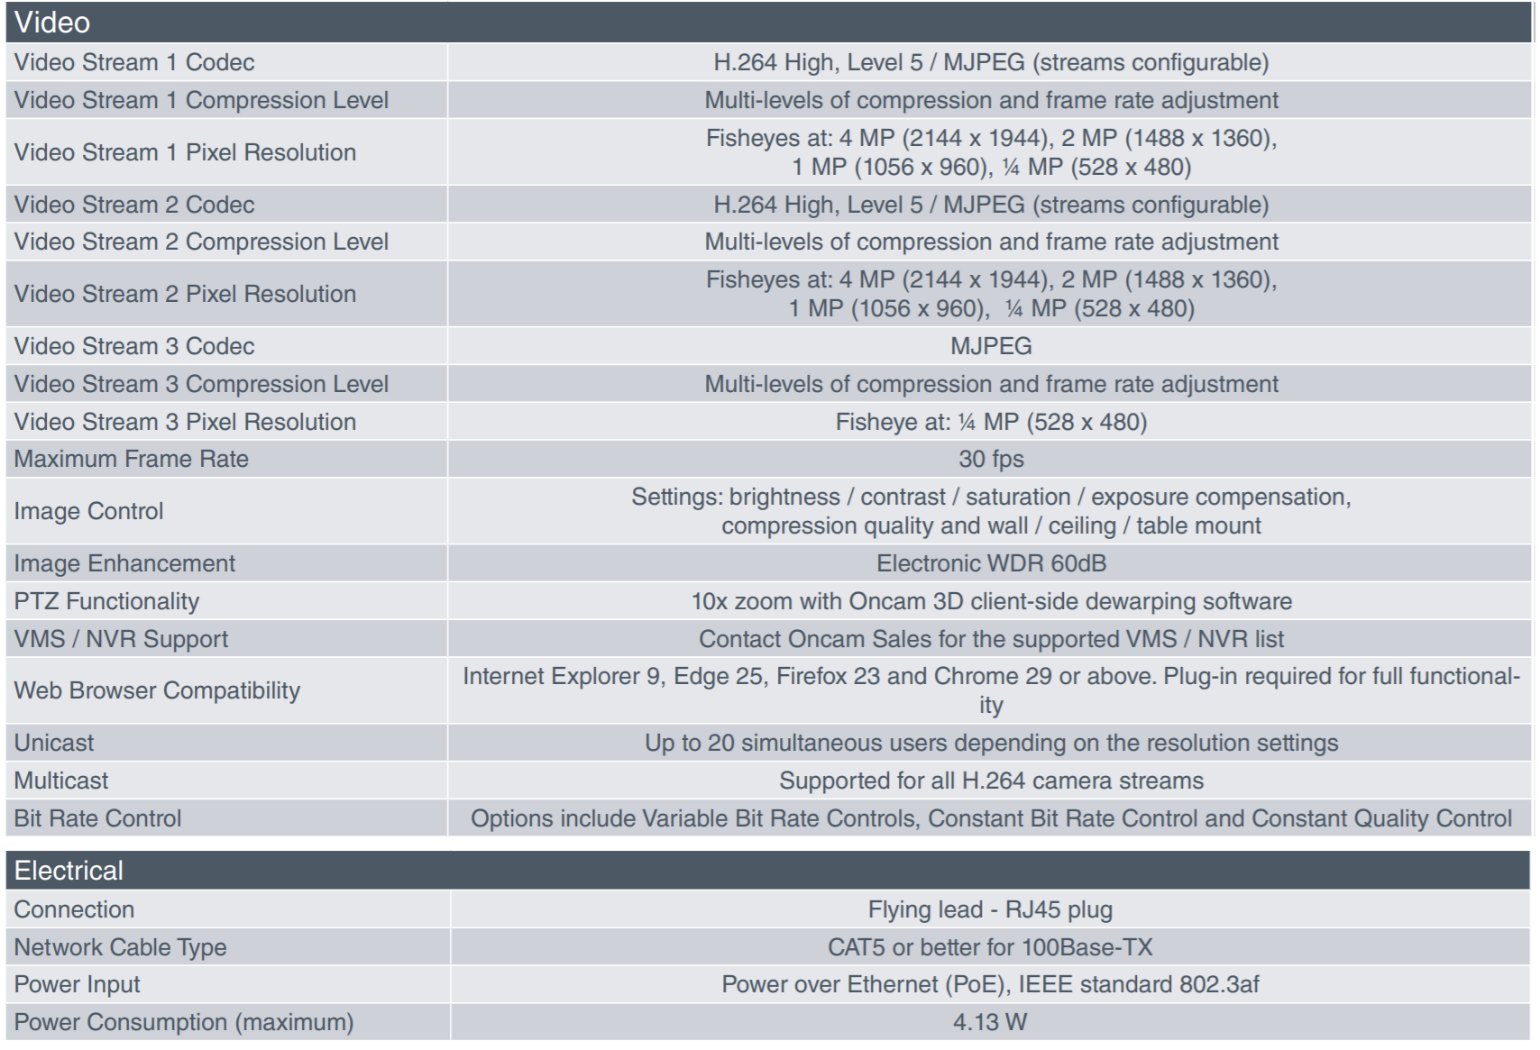 Video
Video Stream 1 Codec
H.264 High, Level 5 / MJPEG (streams configurable)
Video Stream 1 Compression Level
Multi-levels of compression and frame rate adjustment
Video Stream 1 Pixel Resolution
Fisheyes at: 4 MP (2144 x 1944), 2 MP (1488 x 1360),
1 MP (1056 x 960), ¼ MP (528 x 480)
Video Stream 2 Codec
H.264 High, Level 5 / MJPEG (streams configurable)
Video Stream 2 Compression Level
Multi-levels of compression and frame rate adjustment
Video Stream 2 Pixel Resolution
Fisheyes at: 4 MP (2144 x 1944), 2 MP (1488 x 1360),
1 MP (1056 x 960), ¼ MP (528 x 480)
Video Stream 3 Codec
MJPEG
Video Stream 3 Compression Level
Multi-levels of compression and frame rate adjustment
Video Stream 3 Pixel Resolution
Fisheye at: ¼ MP (528 x 480)
Maximum Frame Rate
30 fps
Image Control
Settings: brightness / contrast / saturation / exposure compensation,
compression quality and wall / ceiling / table mount
Image Enhancement
Electronic WDR 60dB
PTZ Functionality
10x zoom with Oncam 3D client-side dewarping software
VMS / NVR Support
Contact Oncam Sales for the supported VMS / NVR list
Web Browser Compatibility
Internet Explorer 9, Edge 25, Firefox 23 and Chrome 29 or above. Plug-in required for full functional-
ity
Unicast
Up to 20 simultaneous users depending on the resolution settings
Multicast
Supported for all H.264 camera streams
Bit Rate Control
Options include Variable Bit Rate Controls, Constant Bit Rate Control and Constant Quality Control
Electrical
Connection
Flying lead - RJ45 plug
Network Cable Type
CAT5 or better for 100Base-TX
Power Input
Power over Ethernet (PoE), IEEE standard 802.3af
Power Consumption (maximum)
4.13 W